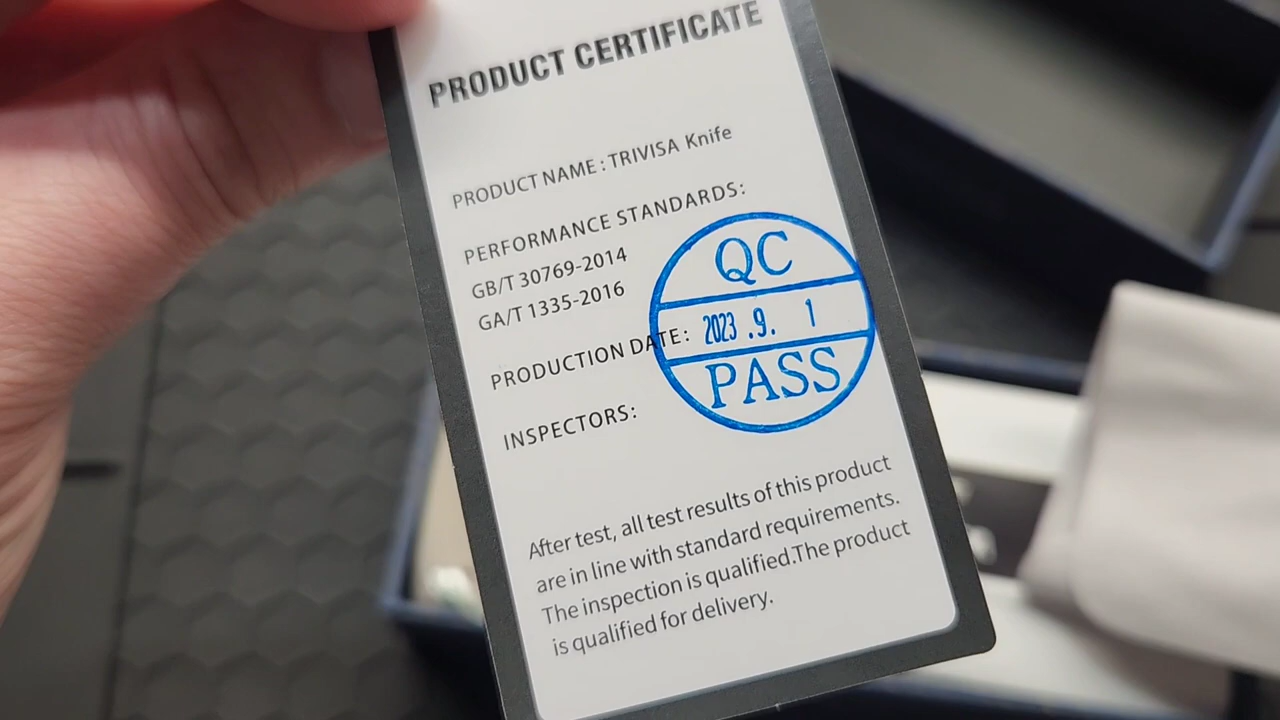 PRODUCT CERTIFICATE
PRODUCT NAME : TRIVISA Knife
PERFORMANCE STANDARDS:
GB/T 30769-2014
GA/T 1335-2016
PRODUCTION DATE:
INSPECTORS:
QC
2023 .9. 1
PASS
After test, all test results of this product
are in line with standard requirements.
The inspection is qualified.The product
is qualified for delivery.